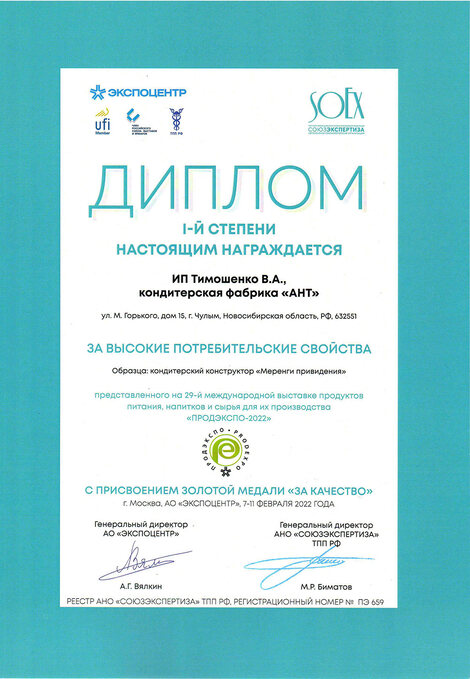 ЭКСПОЦЕНТР
ufi
Member
ТПП РФ
SOEX
СОЮЗЭКСПЕРТИЗА
ДИПЛОМ
I-Й СТЕПЕНИ
НАСТОЯЩИМ НАГРАЖДАЕТСЯ
ИП Тимошенко В.А.,
кондитерская фабрика «АНТ»
ул. М. Горького, дом 15, г. Чулым, Новосибирская область, РФ, 632551
ЗА ВЫСОКИЕ ПОТРЕБИТЕЛЬСКИЕ СВОЙСТВА
Образца: кондитерский конструктор «Меренги привидения»
представленного на 29-й международной выставке продуктов
питания, напитков и сырья для их производства
«ПРОДЭКСПО-2022»
ПРОДЭКСПО • PRODEXPO
С ПРИСВОЕНИЕМ ЗОЛОТОЙ МЕДАЛИ «ЗА КАЧЕСТВО»
г. Москва, АО «ЭКСПОЦЕНТР», 7-11 ФЕВРАЛЯ 2022 ГОДА
Генеральный директор
АО «ЭКСПОЦЕНТР»
А.Г. Вялкин
Генеральный директор
АНО «СОЮЗЭКСПЕРТИЗА»
ТПП РФ
М.Р. Биматов
РЕЕСТР АНО «СОЮЗЭКСПЕРТИЗА» ТПП РФ, РЕГИСТРАЦИОННЫЙ НОМЕР № ПЭ 659